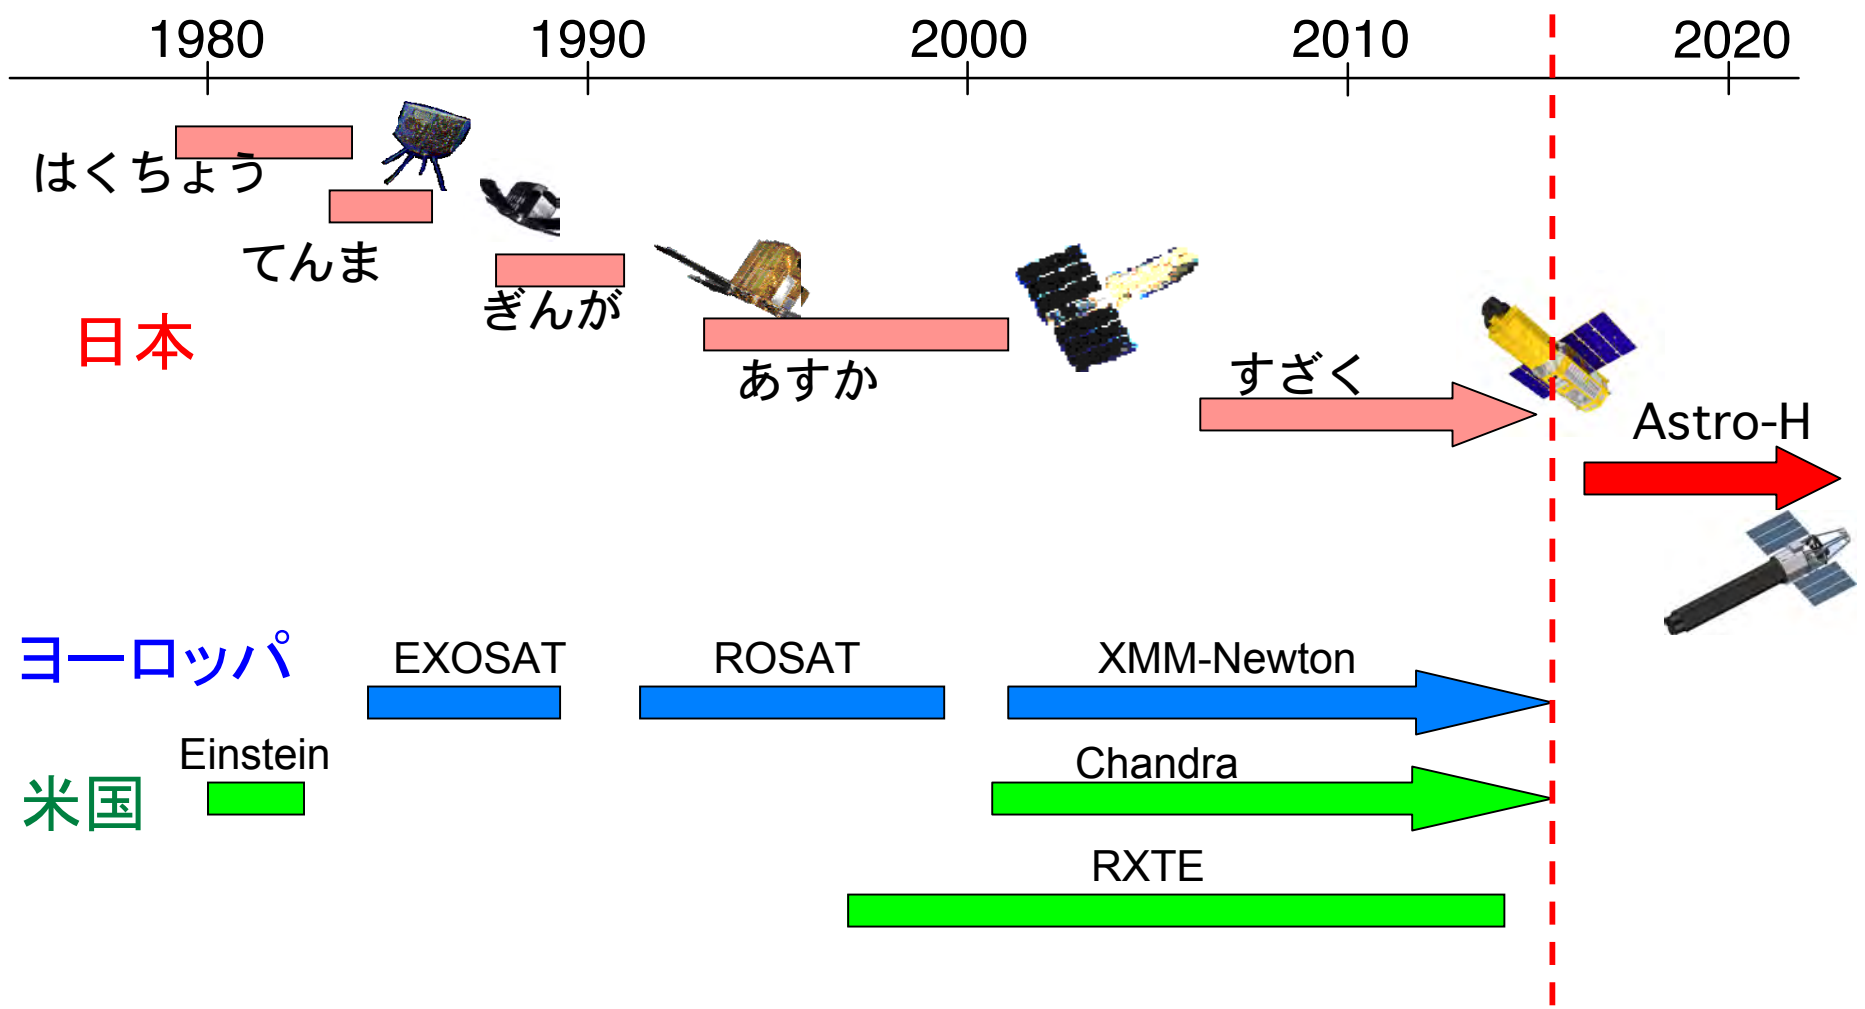 1980 1990 2000 2010 2020
はくちょう
てんま
ぎんが
日本
あすか
すざく
Astro-H
ヨーロッパ
EXOSAT ROSAT XMM-Newton
Einstein
Chandra
米国
RXTE